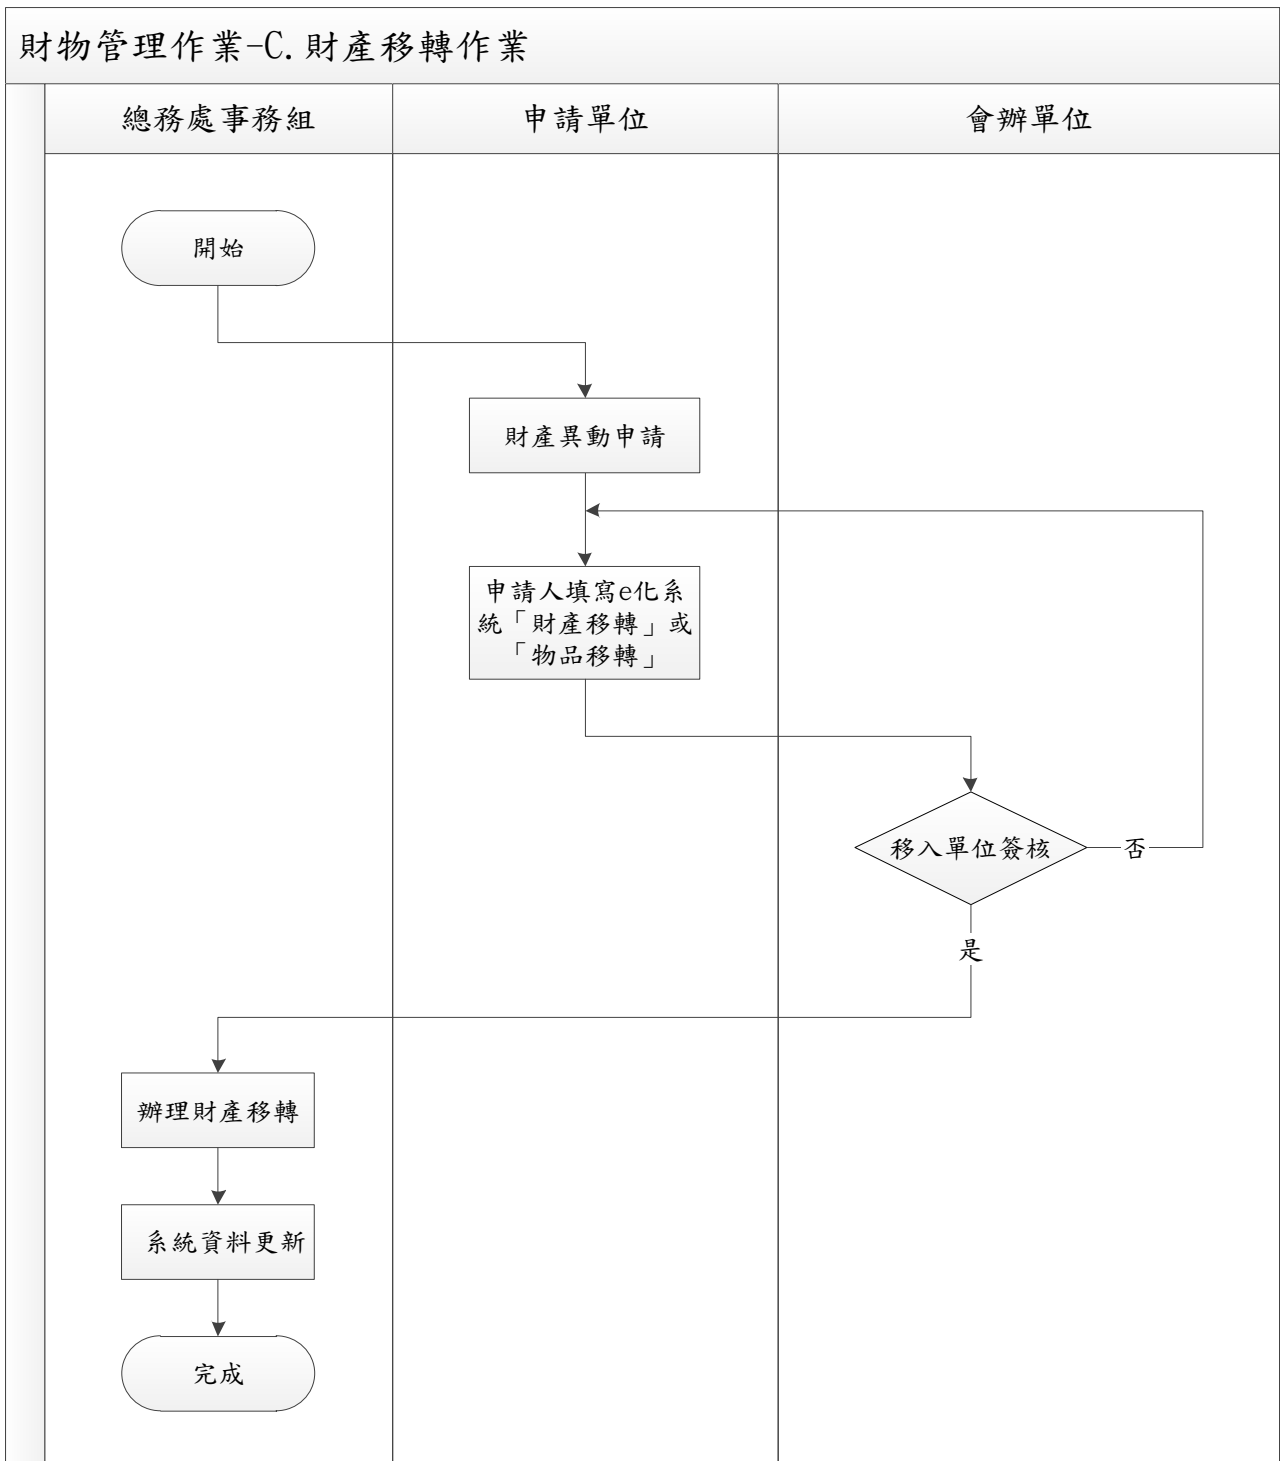 財物管理作業-C.財產移轉作業
總務處事務組
申請單位
會辦單位
開始
財產異動申請
申請人填寫e化系
統「財產移轉」或
「物品移轉」
移入單位簽核
否
是
辦理財產移轉
系統資料更新
完成